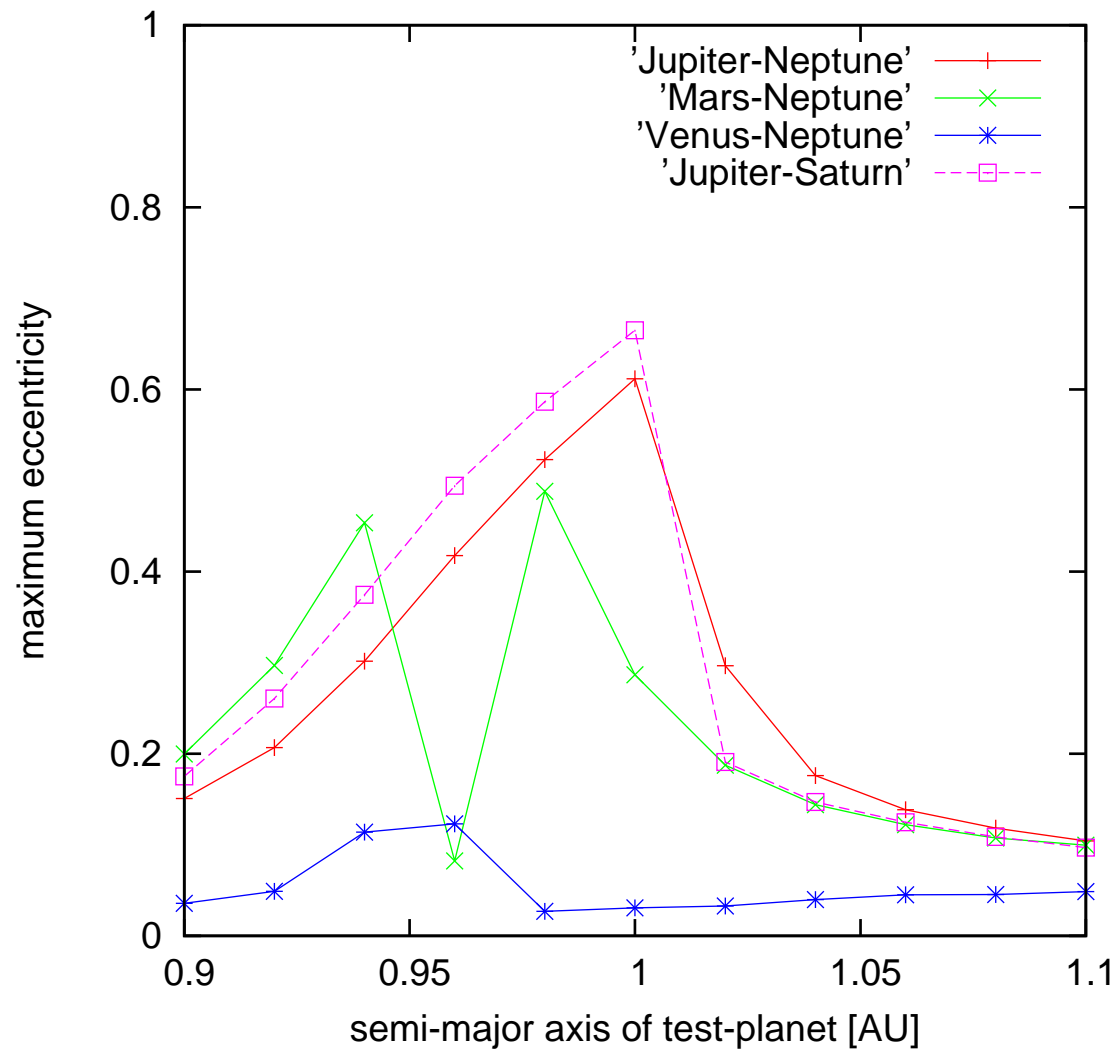 1
0.8
0.6
0.4
0.2
0
0.9
0.95
1
1.05
1.1
maximum eccentricity
semi-major axis of test-planet [AU]
’Jupiter-Neptune’
’Mars-Neptune’
’Venus-Neptune’
’Jupiter-Saturn’